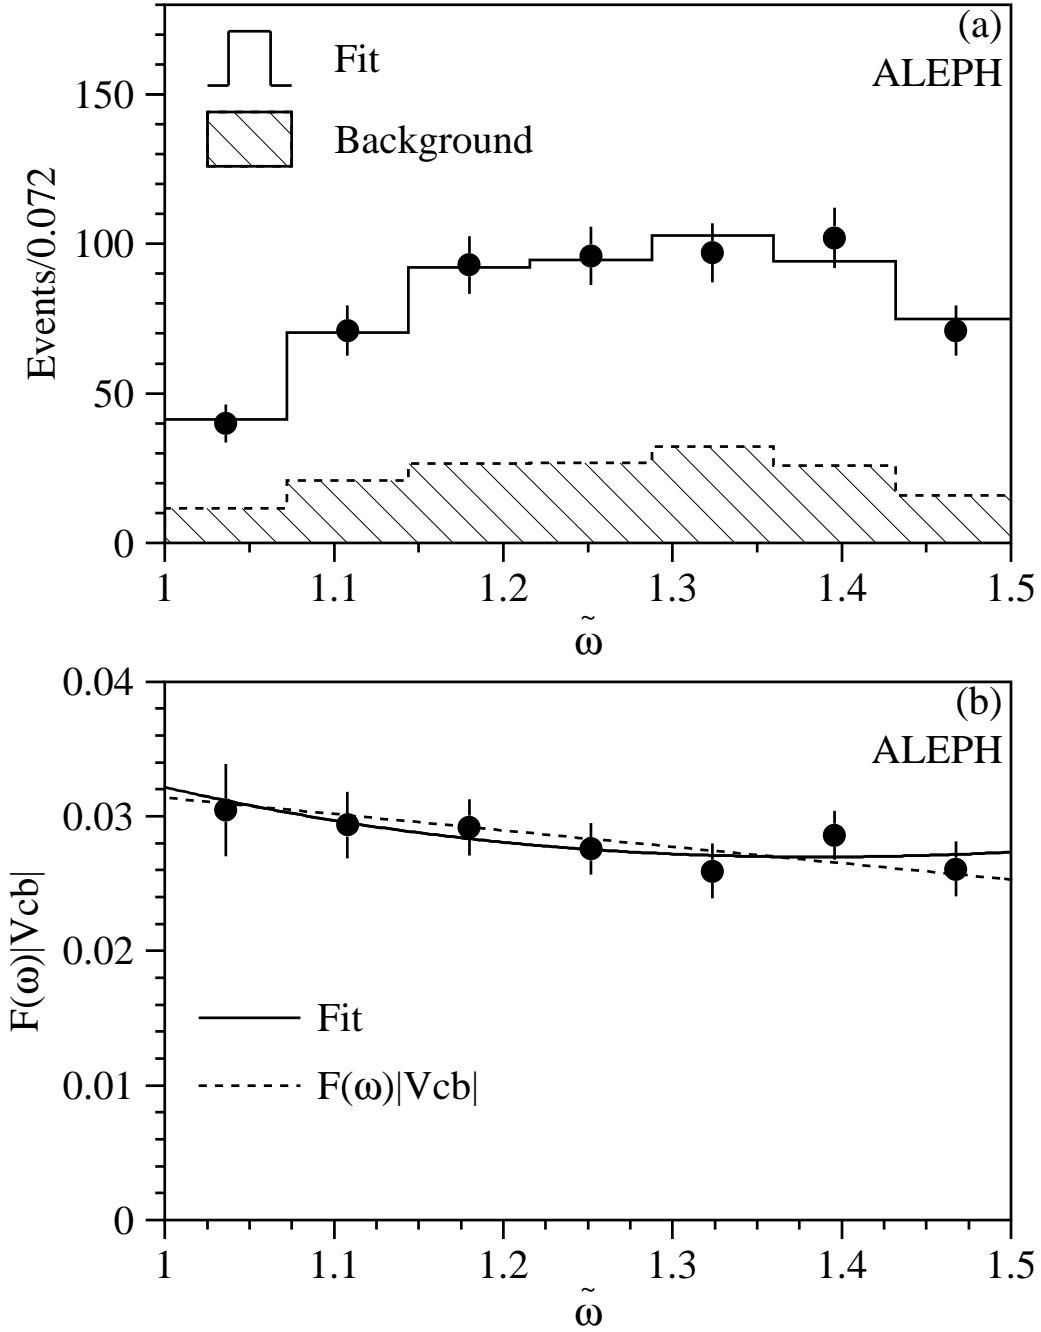 (a)
ALEPH
Fit
Background
150
100
50
0
Events/0.072
1 1.1 1.2 1.3 1.4 1.5
ω̃
(b)
ALEPH
0.04
0.03
0.02
0.01
0
F(ω)|Vcb|
Fit
F(ω)|Vcb|
1 1.1 1.2 1.3 1.4 1.5
ω̃